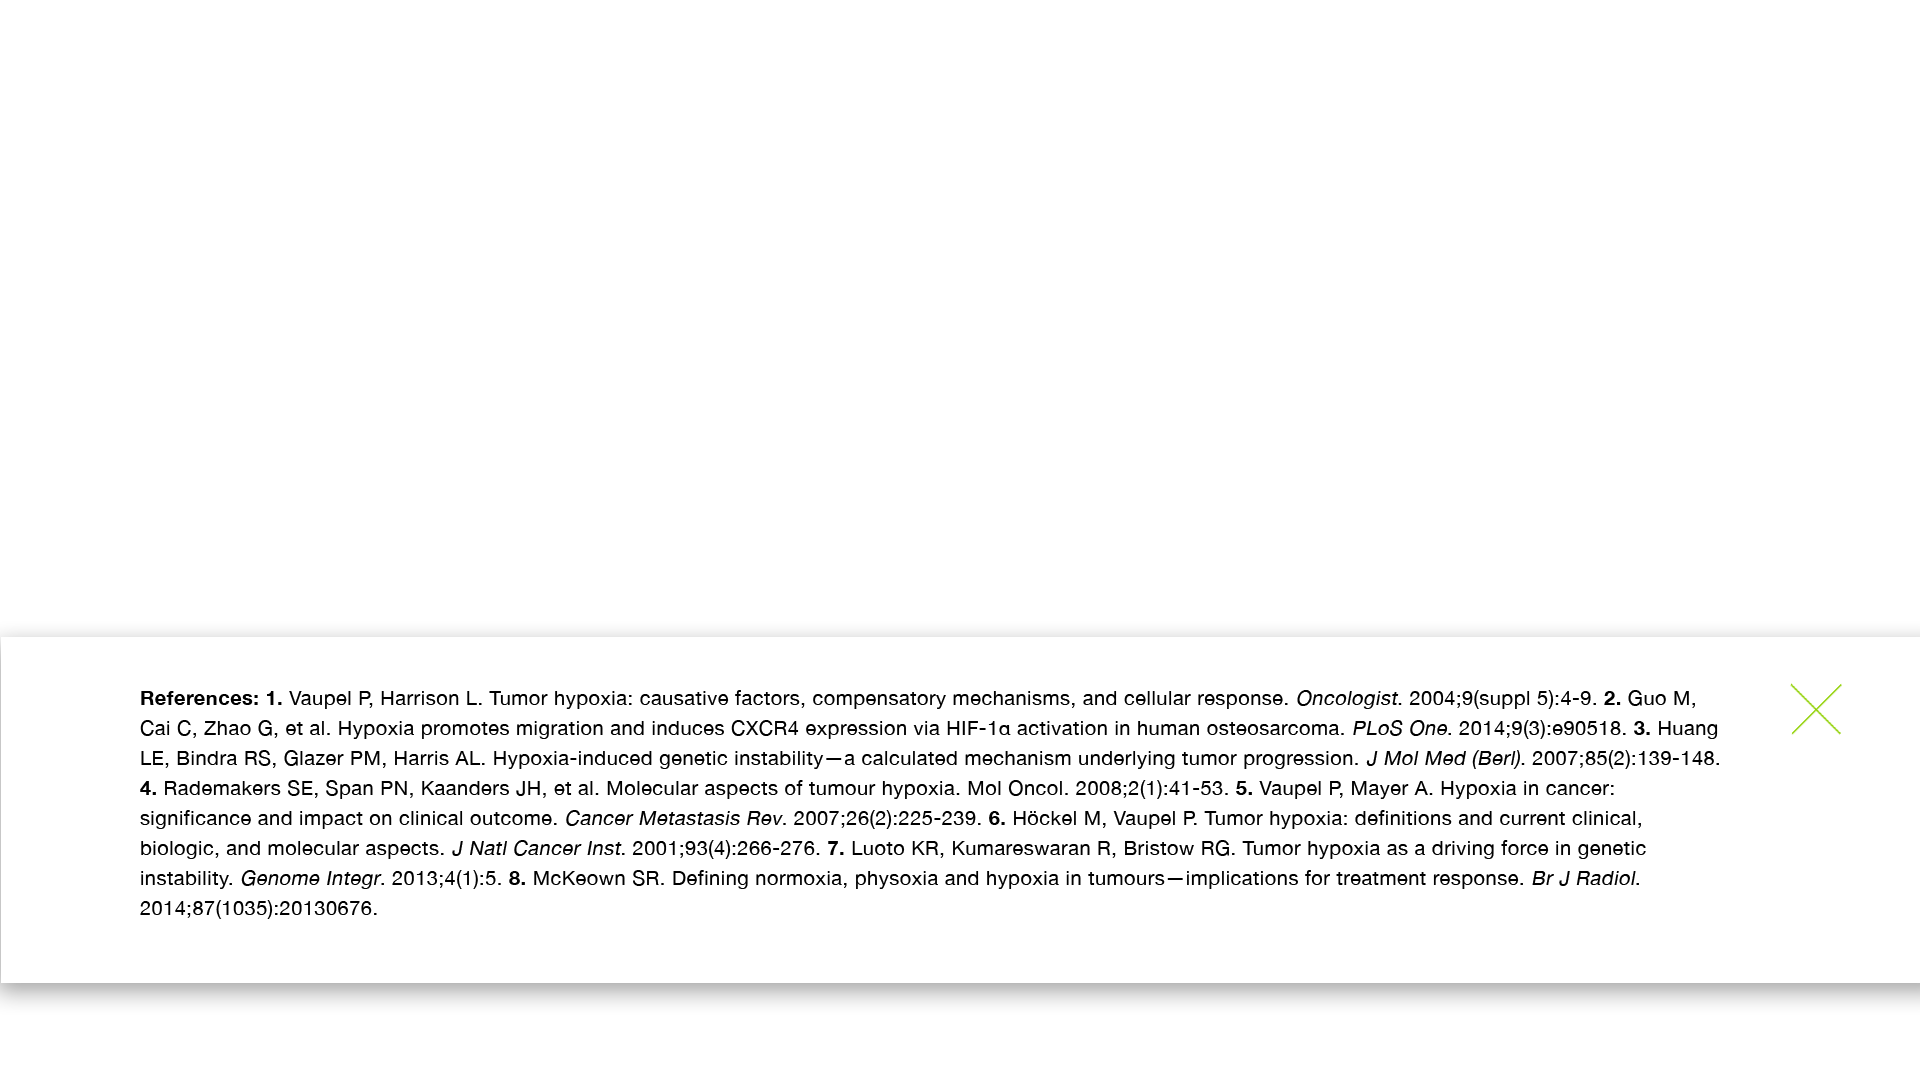 References: 1. Vaupel P, Harrison L. Tumor hypoxia: causative factors, compensatory mechanisms, and cellular response. Oncologist. 2004;9(suppl 5):4-9. 2. Guo M,
Cai C, Zhao G, et al. Hypoxia promotes migration and induces CXCR4 expression via HIF-1α activation in human osteosarcoma. PLoS One. 2014;9(3):e90518. 3. Huang
LE, Bindra RS, Glazer PM, Harris AL. Hypoxia-induced genetic instability—a calculated mechanism underlying tumor progression. J Mol Med (Berl). 2007;85(2):139-148.
4. Rademakers SE, Span PN, Kaanders JH, et al. Molecular aspects of tumour hypoxia. Mol Oncol. 2008;2(1):41-53. 5. Vaupel P, Mayer A. Hypoxia in cancer:
significance and impact on clinical outcome. Cancer Metastasis Rev. 2007;26(2):225-239. 6. Höckel M, Vaupel P. Tumor hypoxia: definitions and current clinical,
biologic, and molecular aspects. J Natl Cancer Inst. 2001;93(4):266-276. 7. Luoto KR, Kumareswaran R, Bristow RG. Tumor hypoxia as a driving force in genetic
instability. Genome Integr. 2013;4(1):5. 8. McKeown SR. Defining normoxia, physoxia and hypoxia in tumours—implications for treatment response. Br J Radiol.
2014;87(1035):20130676.